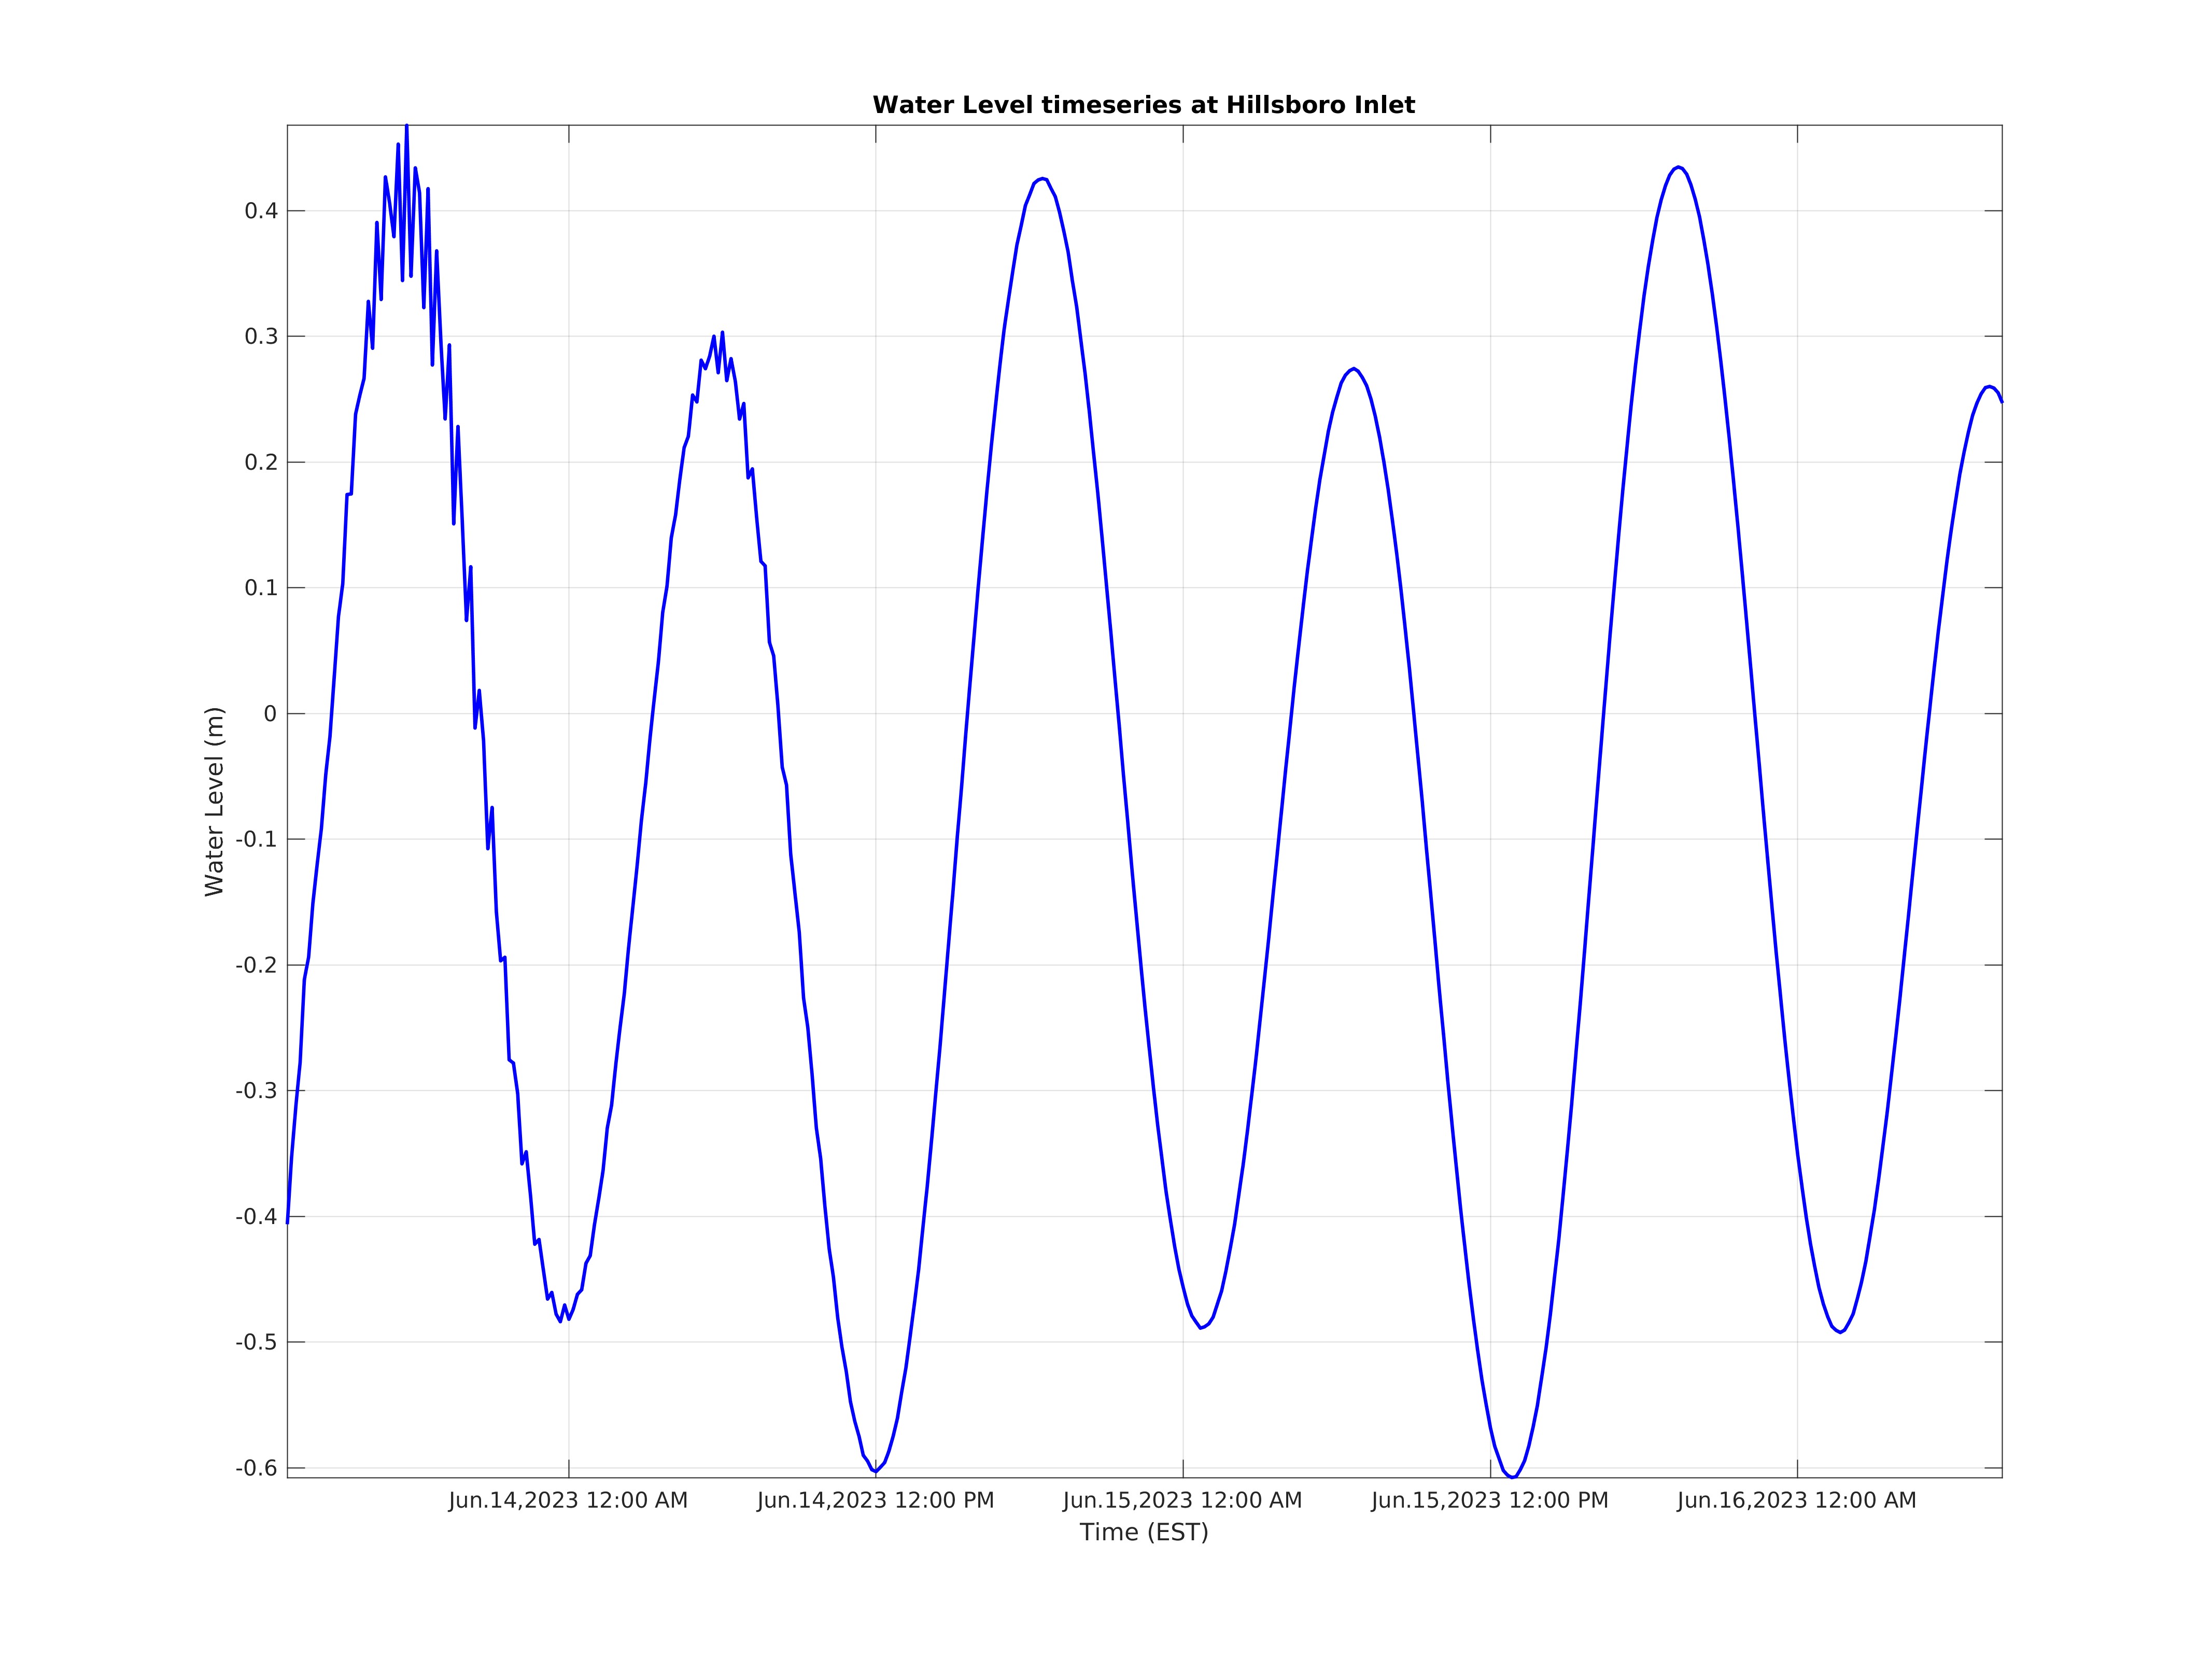 Water Level timeseries at Hillsboro Inlet
0.4
0.3
0.2
0.1
0
-0.1
-0.2
-0.3
-0.4
-0.5
-0.6
Water Level (m)
Jun.14,2023 12:00 AM
Jun.14,2023 12:00 PM
Jun.15,2023 12:00 AM
Jun.15,2023 12:00 PM
Jun.16,2023 12:00 AM
Time (EST)